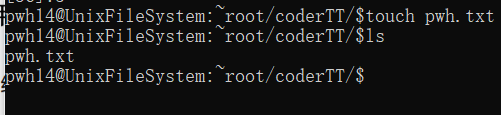 pwh14@UnixFileSystem:~root/coderTT/$touch pwh.txt
pwh14@UnixFileSystem:~root/coderTT/$ls
pwh.txt
pwh14@UnixFileSystem:~root/coderTT/$